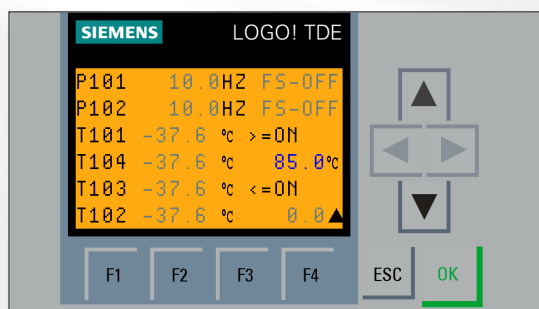 SIEMENS LOGO! TDE
P101 10.0HZ FS-OFF
P102 10.0HZ FS-OFF
T101 -37.6 ℃ >=ON
T104 -37.6 ℃ 85.0℃
T103 -37.6 ℃ <=ON
T102 -37.6 ℃ 0.0▲
F1 F2 F3 F4 ESC OK